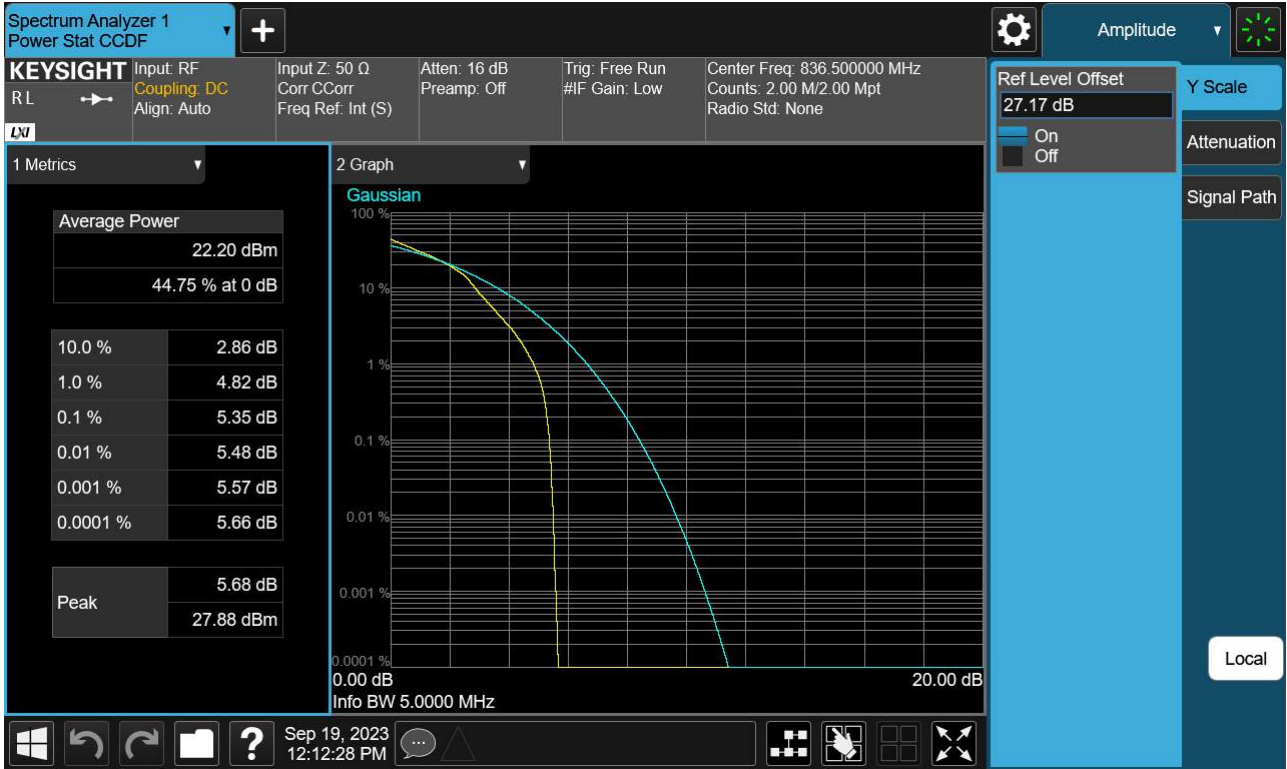 Spectrum Analyzer 1
Power Stat CCDF
+
Amplitude
KEYSIGHT
RL
LXI
Input: RF
Coupling: DC
Align: Auto
Input Z: 50 Ω
Corr CCorr
Freq Ref: Int (S)
Atten: 16 dB
Preamp: Off
Trig: Free Run
#IF Gain: Low
Center Freq: 836.500000 MHz
Counts: 2.00 M/2.00 Mpt
Radio Std: None
Ref Level Offset
27.17 dB
On
Off
Y Scale
Attenuation
Signal Path
Local
1 Metrics
Average Power
22.20 dBm
44.75 % at 0 dB
10.0 % 2.86 dB
1.0 % 4.82 dB
0.1 % 5.35 dB
0.01 % 5.48 dB
0.001 % 5.57 dB
0.0001 % 5.66 dB
Peak
5.68 dB
27.88 dBm
2 Graph
Gaussian
100 %
10 %
1 %
0.1 %
0.01 %
0.001 %
0.0001 %
0.00 dB 20.00 dB
Info BW 5.0000 MHz
?
Sep 19, 2023
12:12:28 PM